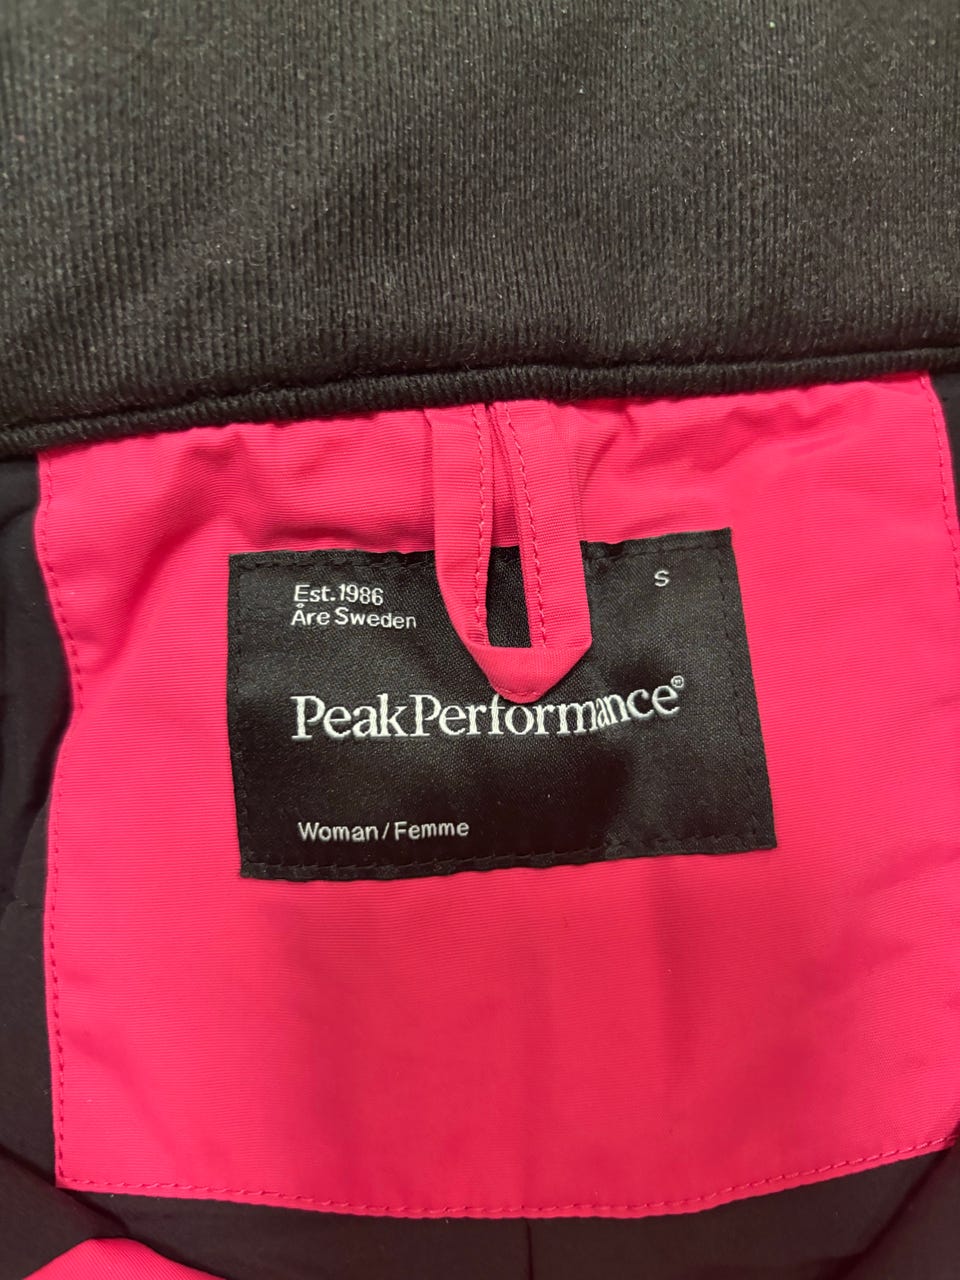 Est.1986
Åre Sweden
S
PeakPerformance®
Woman/Femme